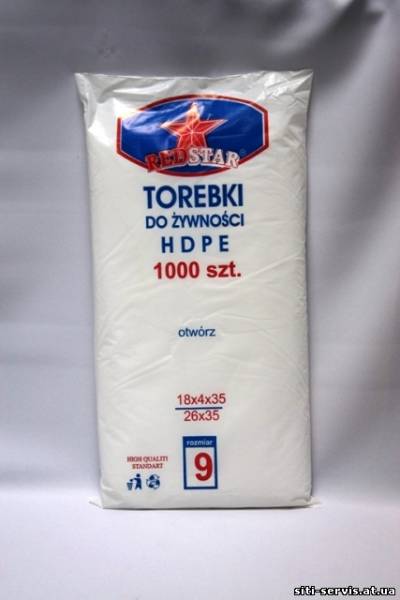 RED STAR
TOREBKI
DO ŻYWNOŚCI
HDPE
1000 szt.
otwórz
18x4x35
26x35
rozmiar
9
HIGH QUALITI
STANDART
siti-servis.at.ua